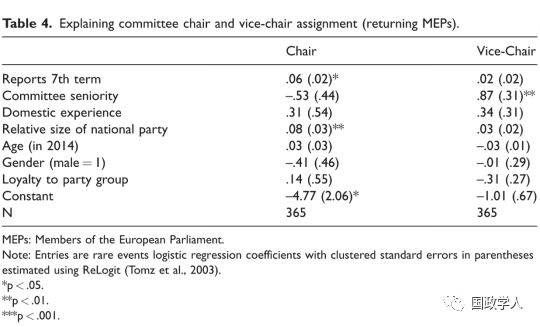 Table 4. Explaining committee chair and vice-chair assignment (returning MEPs).
Chair Vice-Chair
Reports 7th term .06 (.02)* .02 (.02)
Committee seniority –.53 (.44) .87 (.31)**
Domestic experience .31 (.54) .34 (.31)
Relative size of national party .08 (.03)** .03 (.02)
Age (in 2014) .03 (.03) –.03 (.01)
Gender (male = 1) –.41 (.46) –.01 (.29)
Loyalty to party group .14 (.55) –.31 (.27)
Constant –4.77 (2.06)* –1.01 (.67)
N 365 365
MEPs: Members of the European Parliament.
Note: Entries are rare events logistic regression coefficients with clustered standard errors in parentheses
estimated using ReLogit (Tomz et al., 2003).
*p < .05.
**p < .01.
***p < .001.
国政学人